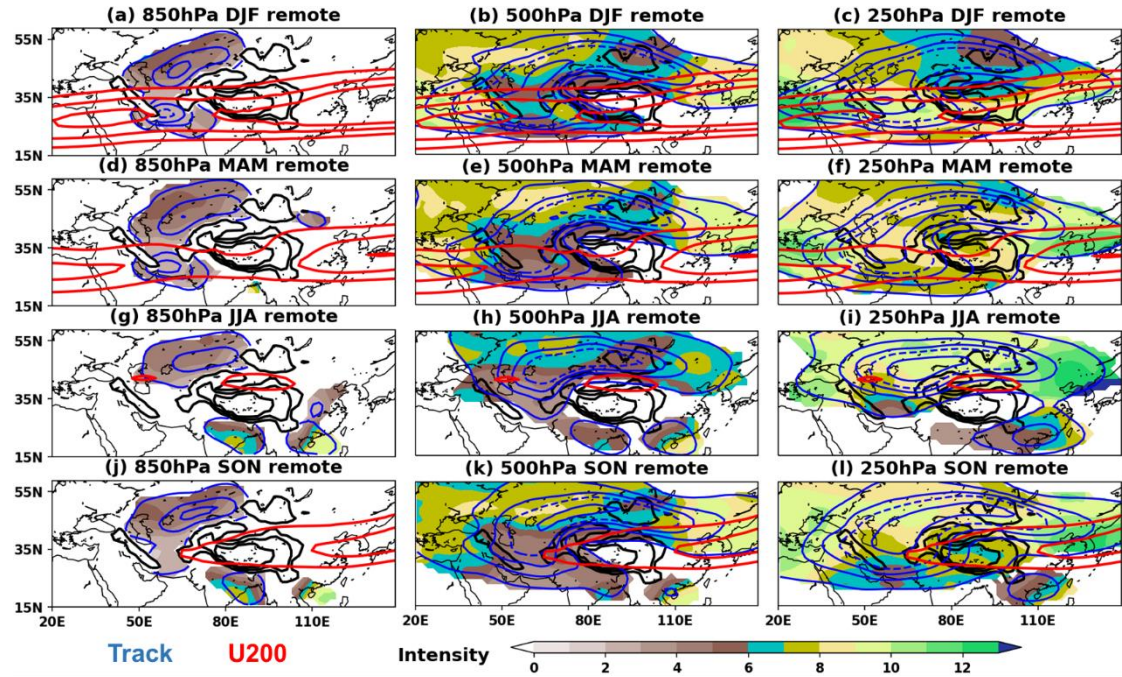 (a) 850hPa DJF remote
(b) 500hPa DJF remote
(c) 250hPa DJF remote
55N
35N
15N
(d) 850hPa MAM remote
(e) 500hPa MAM remote
(f) 250hPa MAM remote
55N
35N
15N
(g) 850hPa JJA remote
(h) 500hPa JJA remote
(i) 250hPa JJA remote
55N
35N
15N
(j) 850hPa SON remote
(k) 500hPa SON remote
(l) 250hPa SON remote
55N
35N
15N
20E 50E 80E 110E 20E 50E 80E 110E 20E 50E 80E 110E
Track U200 Intensity
0 2 4 6 8 10 12